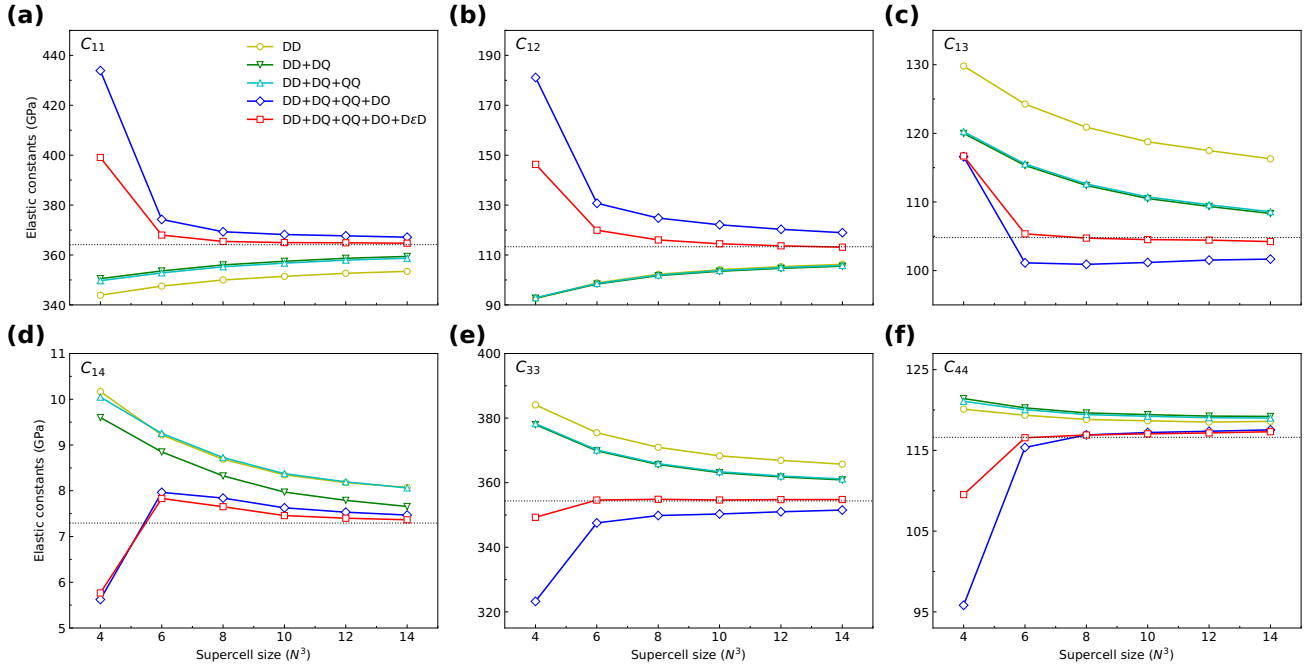 (a)
C11
DD
DD+DQ
DD+DQ+QQ
DD+DQ+QQ+DO
DD+DQ+QQ+DO+DεD
Elastic constants (GPa)
440
420
400
380
360
340
(b)
C12
190
170
150
130
110
90
(c)
C13
130
120
110
100
(d)
C14
Elastic constants (GPa)
11
10
9
8
7
6
5
4 6 8 10 12 14
Supercell size (N³)
(e)
C33
400
380
360
340
320
4 6 8 10 12 14
Supercell size (N³)
(f)
C44
125
115
105
95
4 6 8 10 12 14
Supercell size (N³)